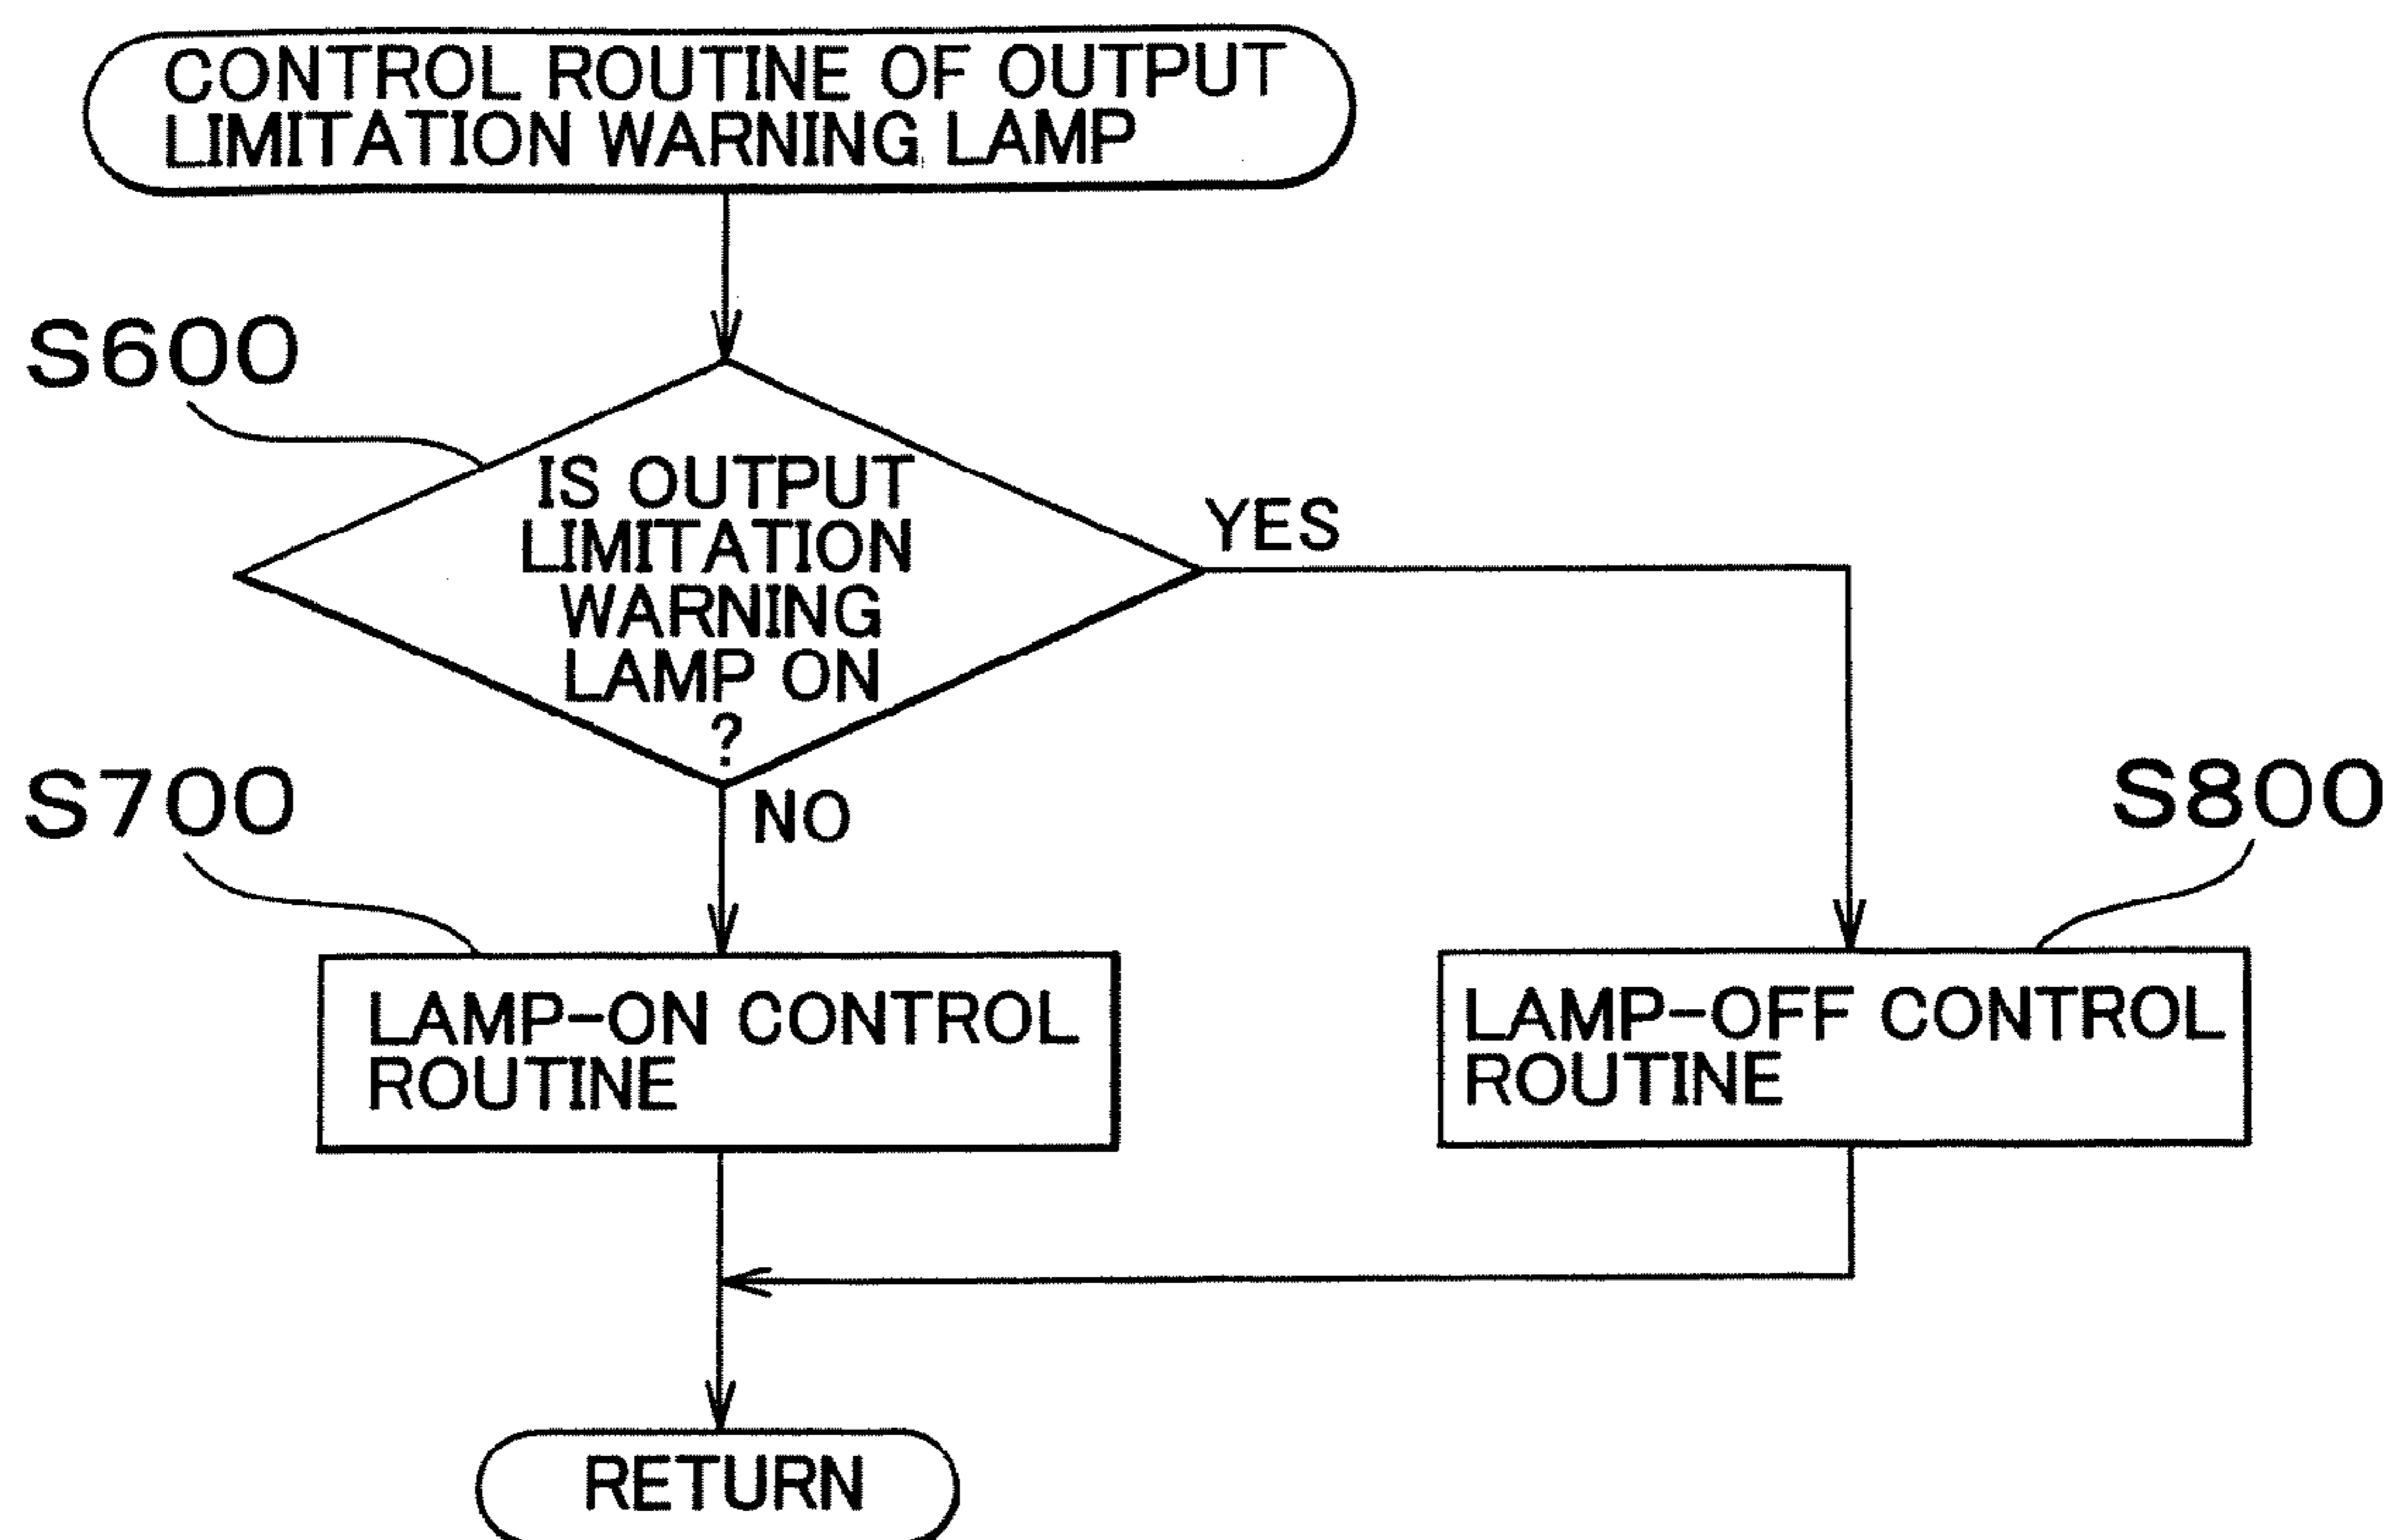 CONTROL ROUTINE OF OUTPUT
LIMITATION WARNING LAMP
S600
IS OUTPUT
LIMITATION
WARNING
LAMP ON
?
YES
NO
S700
S800
LAMP-ON CONTROL
ROUTINE
LAMP-OFF CONTROL
ROUTINE
RETURN